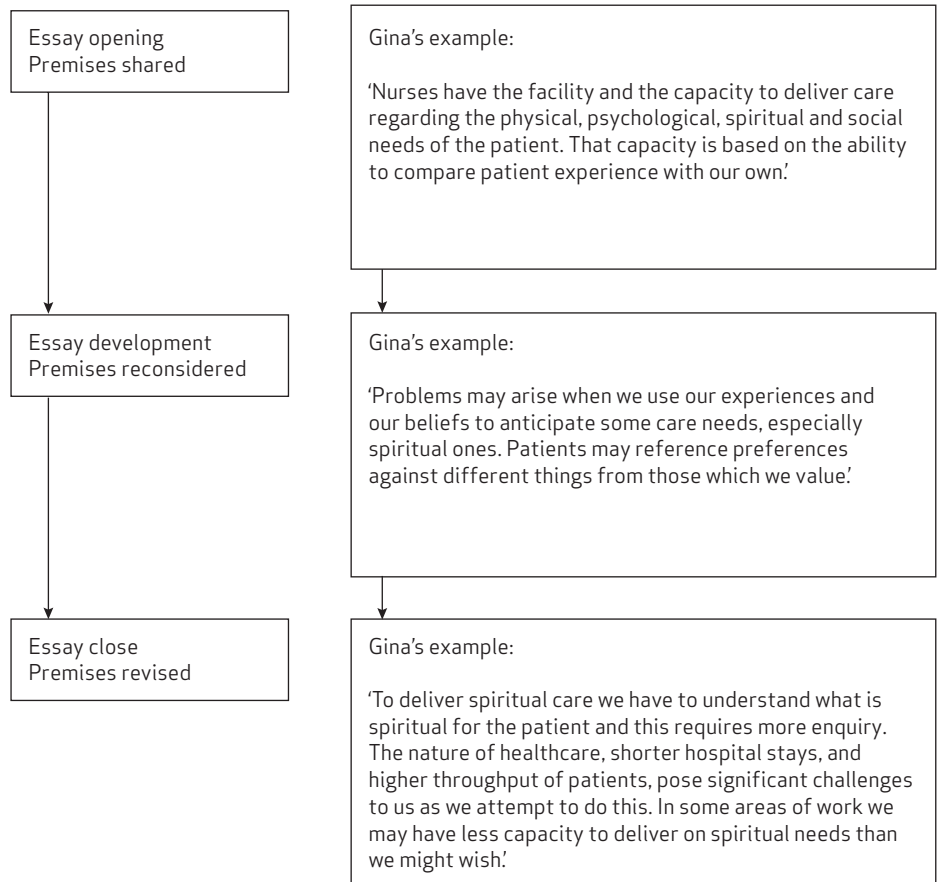 Essay opening
Premises shared
Gina’s example:
‘Nurses have the facility and the capacity to deliver care
regarding the physical, psychological, spiritual and social
needs of the patient. That capacity is based on the ability
to compare patient experience with our own.’
Essay development
Premises reconsidered
Gina’s example:
‘Problems may arise when we use our experiences and
our beliefs to anticipate some care needs, especially
spiritual ones. Patients may reference preferences
against different things from those which we value.’
Essay close
Premises revised
Gina’s example:
‘To deliver spiritual care we have to understand what is
spiritual for the patient and this requires more enquiry.
The nature of healthcare, shorter hospital stays, and
higher throughput of patients, pose significant challenges
to us as we attempt to do this. In some areas of work we
may have less capacity to deliver on spiritual needs than
we might wish.’